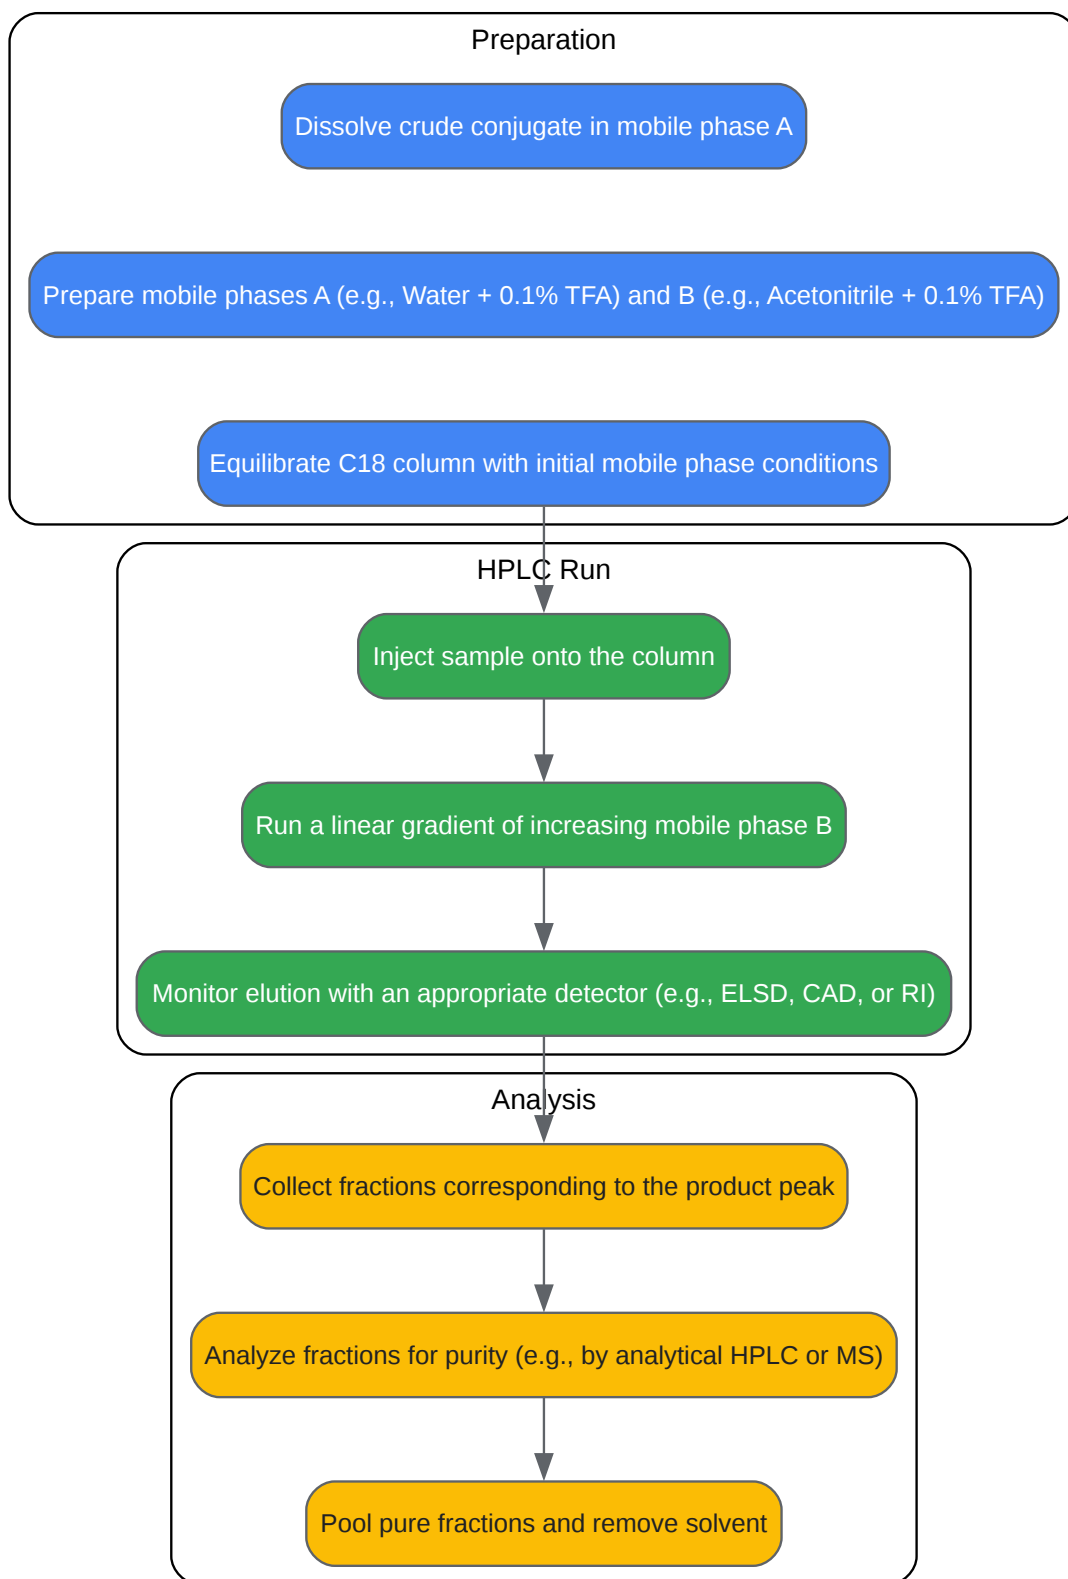 Preparation
Dissolve crude conjugate in mobile phase A
Prepare mobile phases A (e.g., Water + 0.1% TFA) and B (e.g., Acetonitrile + 0.1% TFA)
Equilibrate C18 column with initial mobile phase conditions
HPLC Run
Inject sample onto the column
Run a linear gradient of increasing mobile phase B
Monitor elution with an appropriate detector (e.g., ELSD, CAD, or RI)
Analysis
Collect fractions corresponding to the product peak
Analyze fractions for purity (e.g., by analytical HPLC or MS)
Pool pure fractions and remove solvent